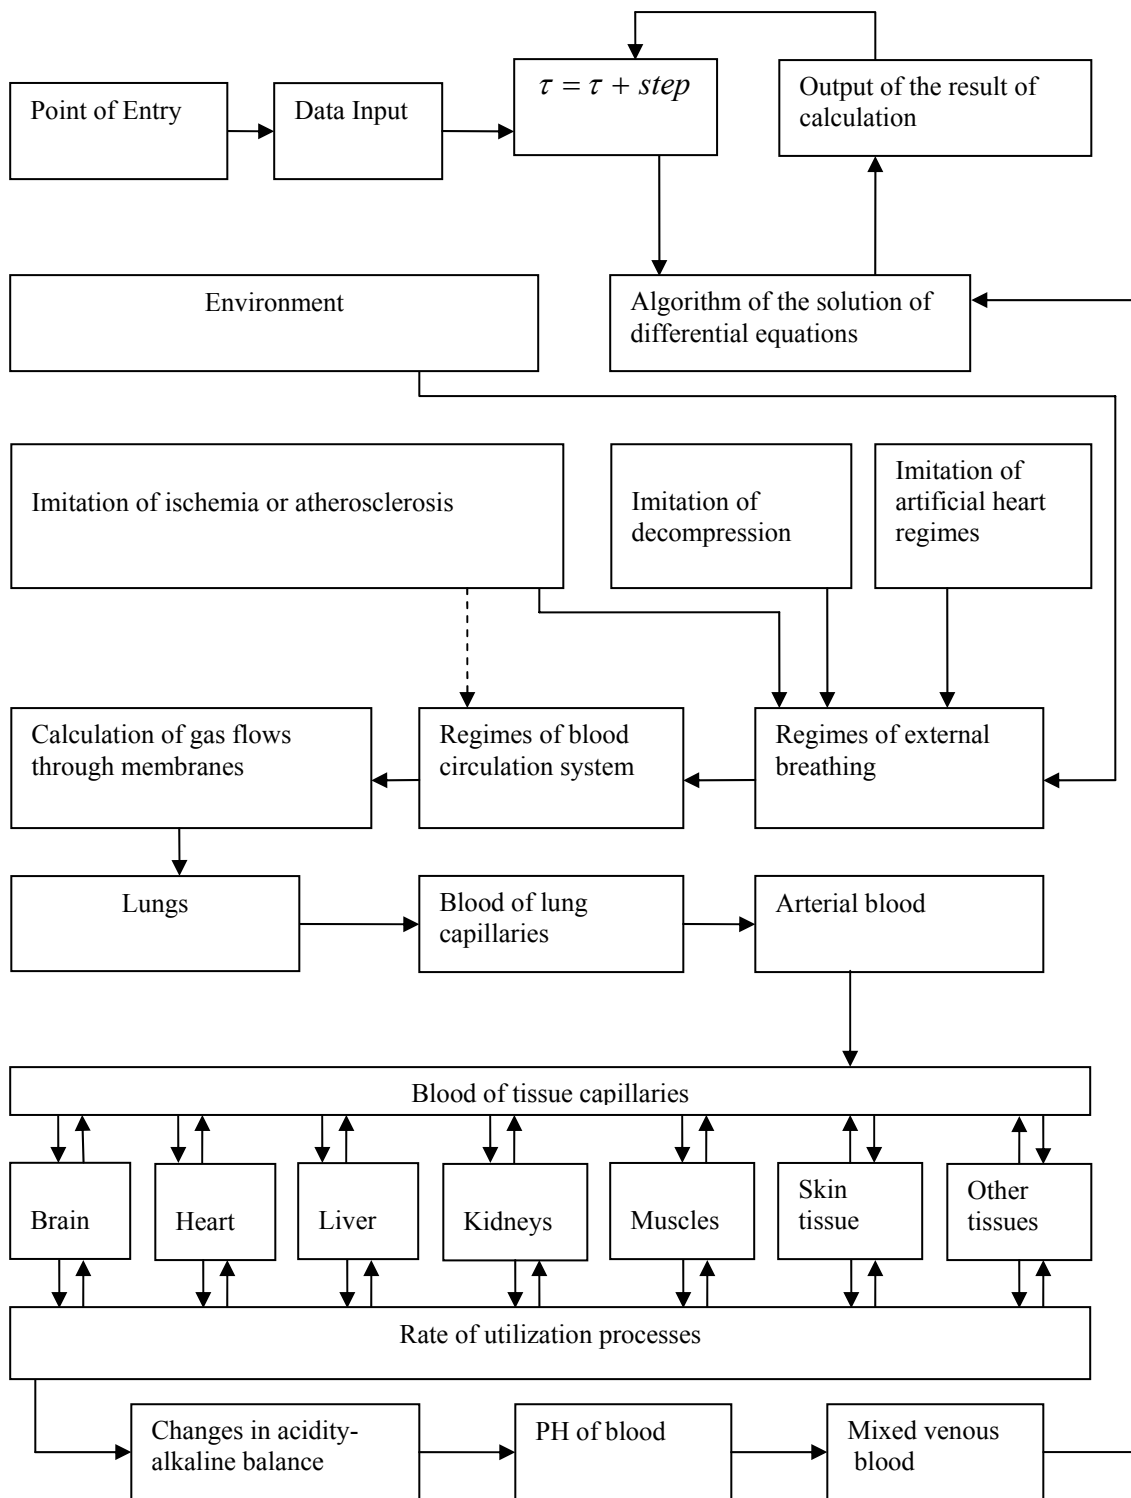 Point of Entry
Data Input
τ = τ + step
Output of the result of
calculation
Environment
Algorithm of the solution of
differential equations
Imitation of ischemia or atherosclerosis
Imitation of
decompression
Imitation of
artificial heart
regimes
Calculation of gas flows
through membranes
Regimes of blood
circulation system
Regimes of external
breathing
Lungs
Blood of lung
capillaries
Arterial blood
Blood of tissue capillaries
Brain
Heart
Liver
Kidneys
Muscles
Skin
tissue
Other
tissues
Rate of utilization processes
Changes in acidity-
alkaline balance
PH of blood
Mixed venous
blood